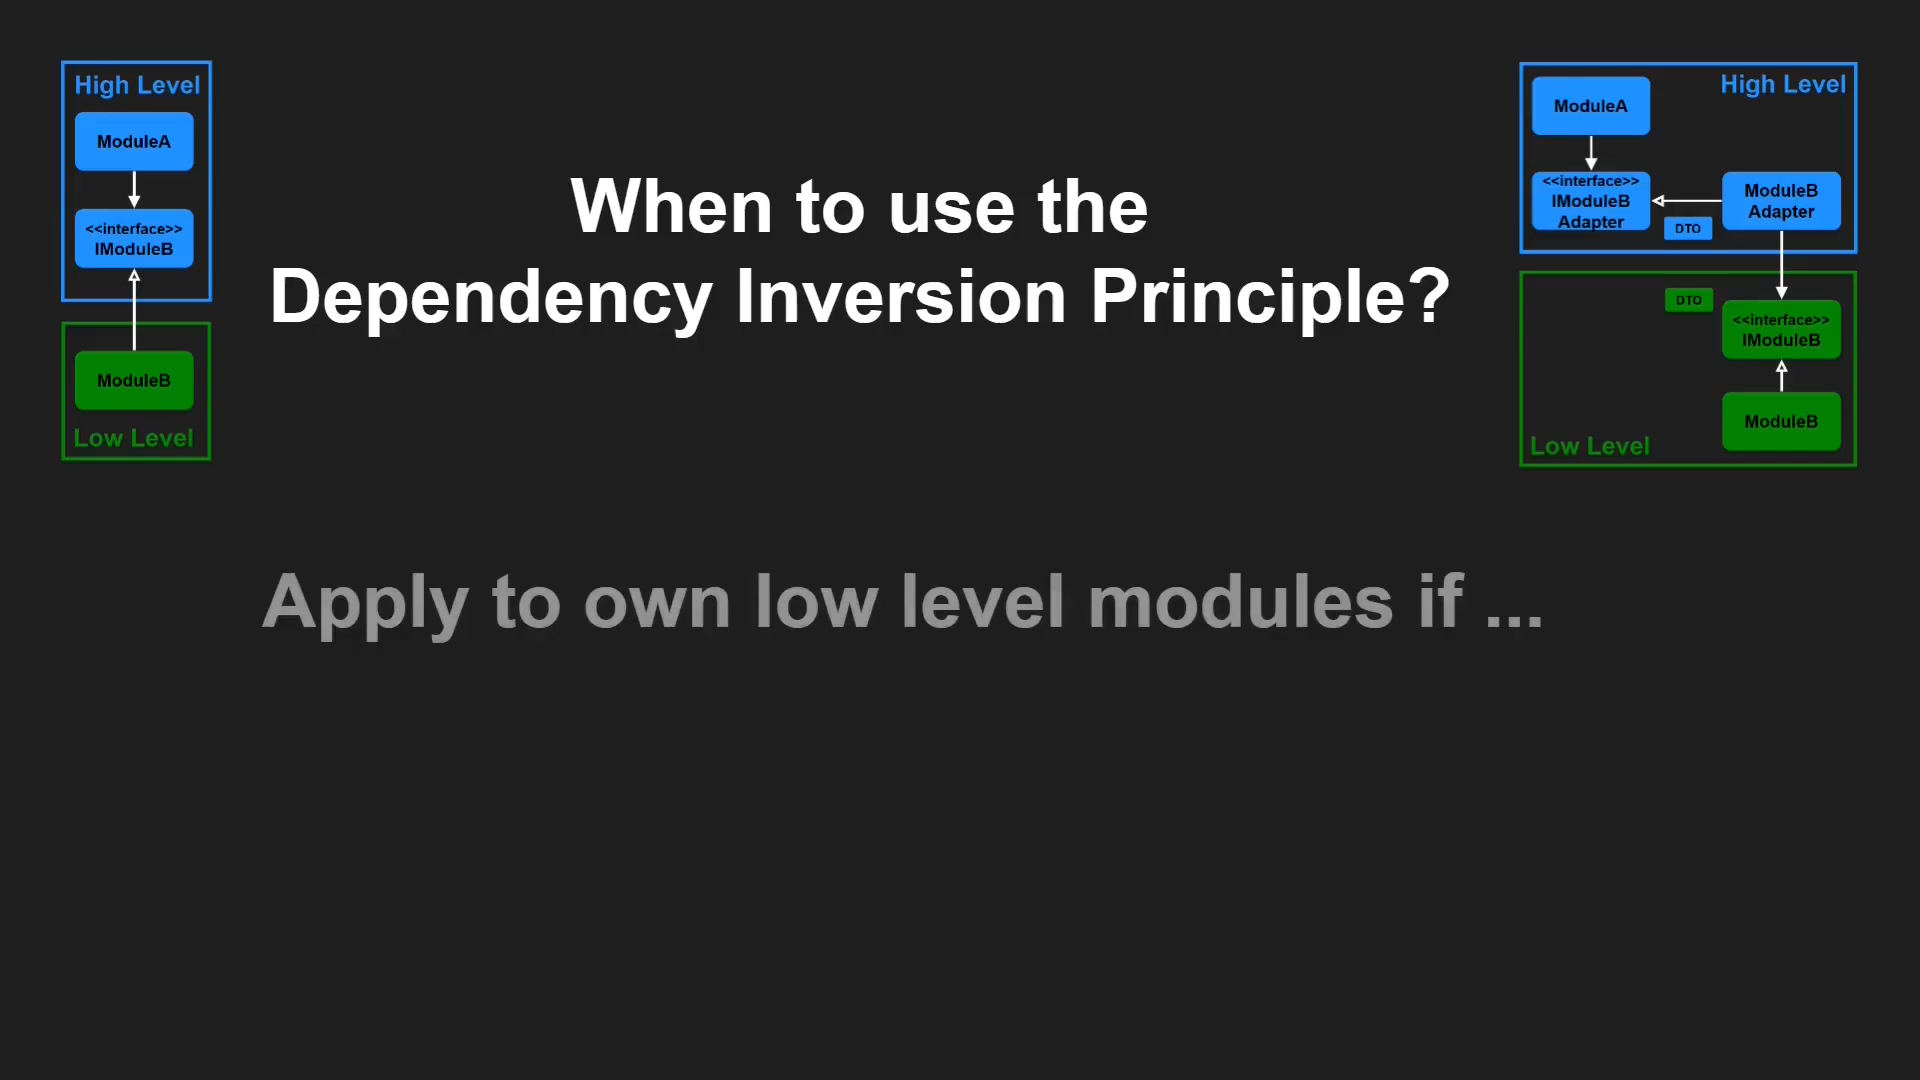 High Level
ModuleA
<<interface>>
IModuleB
ModuleB
Low Level
When to use the
Dependency Inversion Principle?
High Level
ModuleA
<<interface>>
IModuleB
Adapter
ModuleB
Adapter
DTO
DTO
<<interface>>
IModuleB
ModuleB
Low Level
Apply to own low level modules if ...